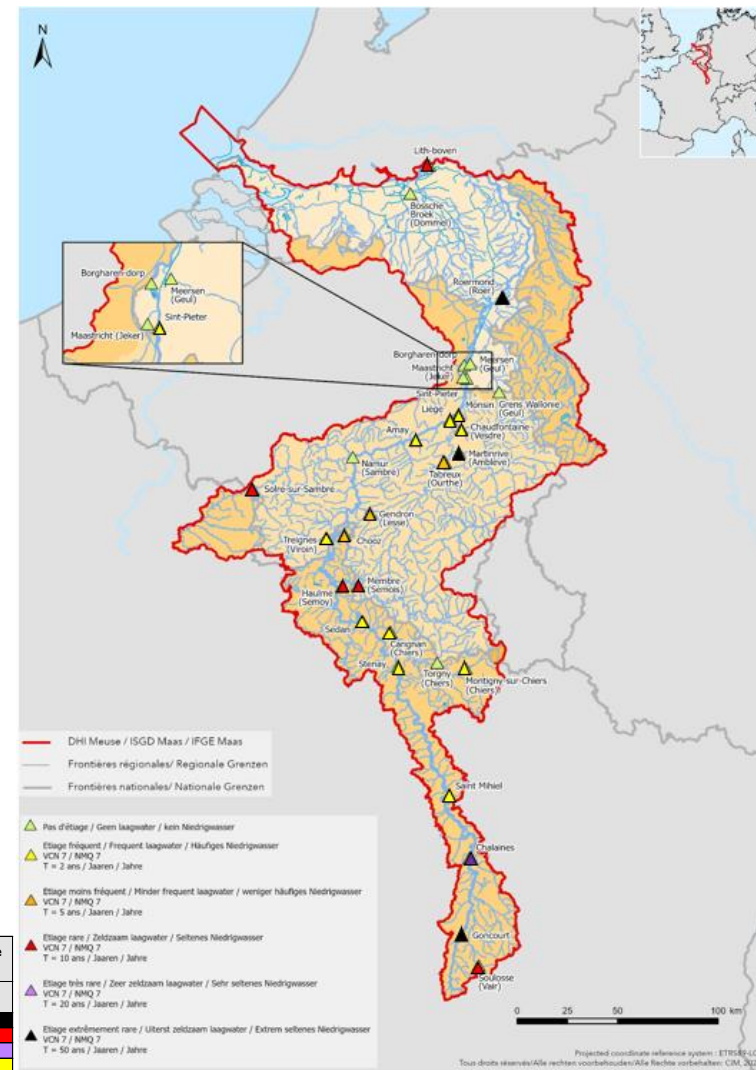 N
Lith-boven
Bossche
Broek
(Dommel)
Roermond
(Roer)
Borgharen-dorp
Meersen
(Geul)
Sint-Pieter
Maastricht (Jeker)
Borgharen-dorp
Maastricht
(Jeker)
Meersen
(Geul)
Sint-Pieter
Grens Wallonie
(Geul)
Monsin
Liège
Chaudfontaine
(Vesdre)
Amay
Martinrive
(Amblève)
Namur
(Sambre)
Tabreux
(Ourthe)
Solre-sur-Sambre
Gendron
(Lesse)
Treignes
(Viroin)
Chooz
Haulmé
(Semoy)
Membre
(Semois)
Sedan
Carignan
(Chiers)
Stenay
Torgny
(Chiers)
Montigny-sur-Chiers
(Chiers)
Saint Mihiel
Chalaines
Goncourt
Soulosse
(Vair)
DHI Meuse / ISGD Maas / IFGE Maas
Frontières régionales/ Regionale Grenzen
Frontières nationales/ Nationale Grenzen
Pas d'étiage / Geen laagwater / kein Niedrigwasser
Etiage fréquent / Frequent laagwater / Häufiges Niedrigwasser
VCN 7 / NMQ 7
T = 2 ans / Jaaren / Jahre
Etiage moins fréquent / Minder frequent laagwater / weniger häufiges Niedrigwasser
VCN 7 / NMQ 7
T = 5 ans / Jaaren / Jahre
Etiage rare / Zeldzaam laagwater / Seltenes Niedrigwasser
VCN 7 / NMQ 7
T = 10 ans / Jaaren / Jahre
Etiage très rare / Zeer zeldzaam laagwater / Sehr seltenes Niedrigwasser
VCN 7 / NMQ 7
T = 20 ans / Jaaren / Jahre
Etiage extrêmement rare / Uiterst zeldzaam laagwater / Extrem seltenes Niedrigwasser
VCN 7 / NMQ 7
T = 50 ans / Jaaren / Jahre
0 25 50 100 km
Projected coordinate reference system : ETRS89-L
Tous droits réservés/Alle rechten voorbehouden/Alle Rechte vorbehalten: CIM, 20